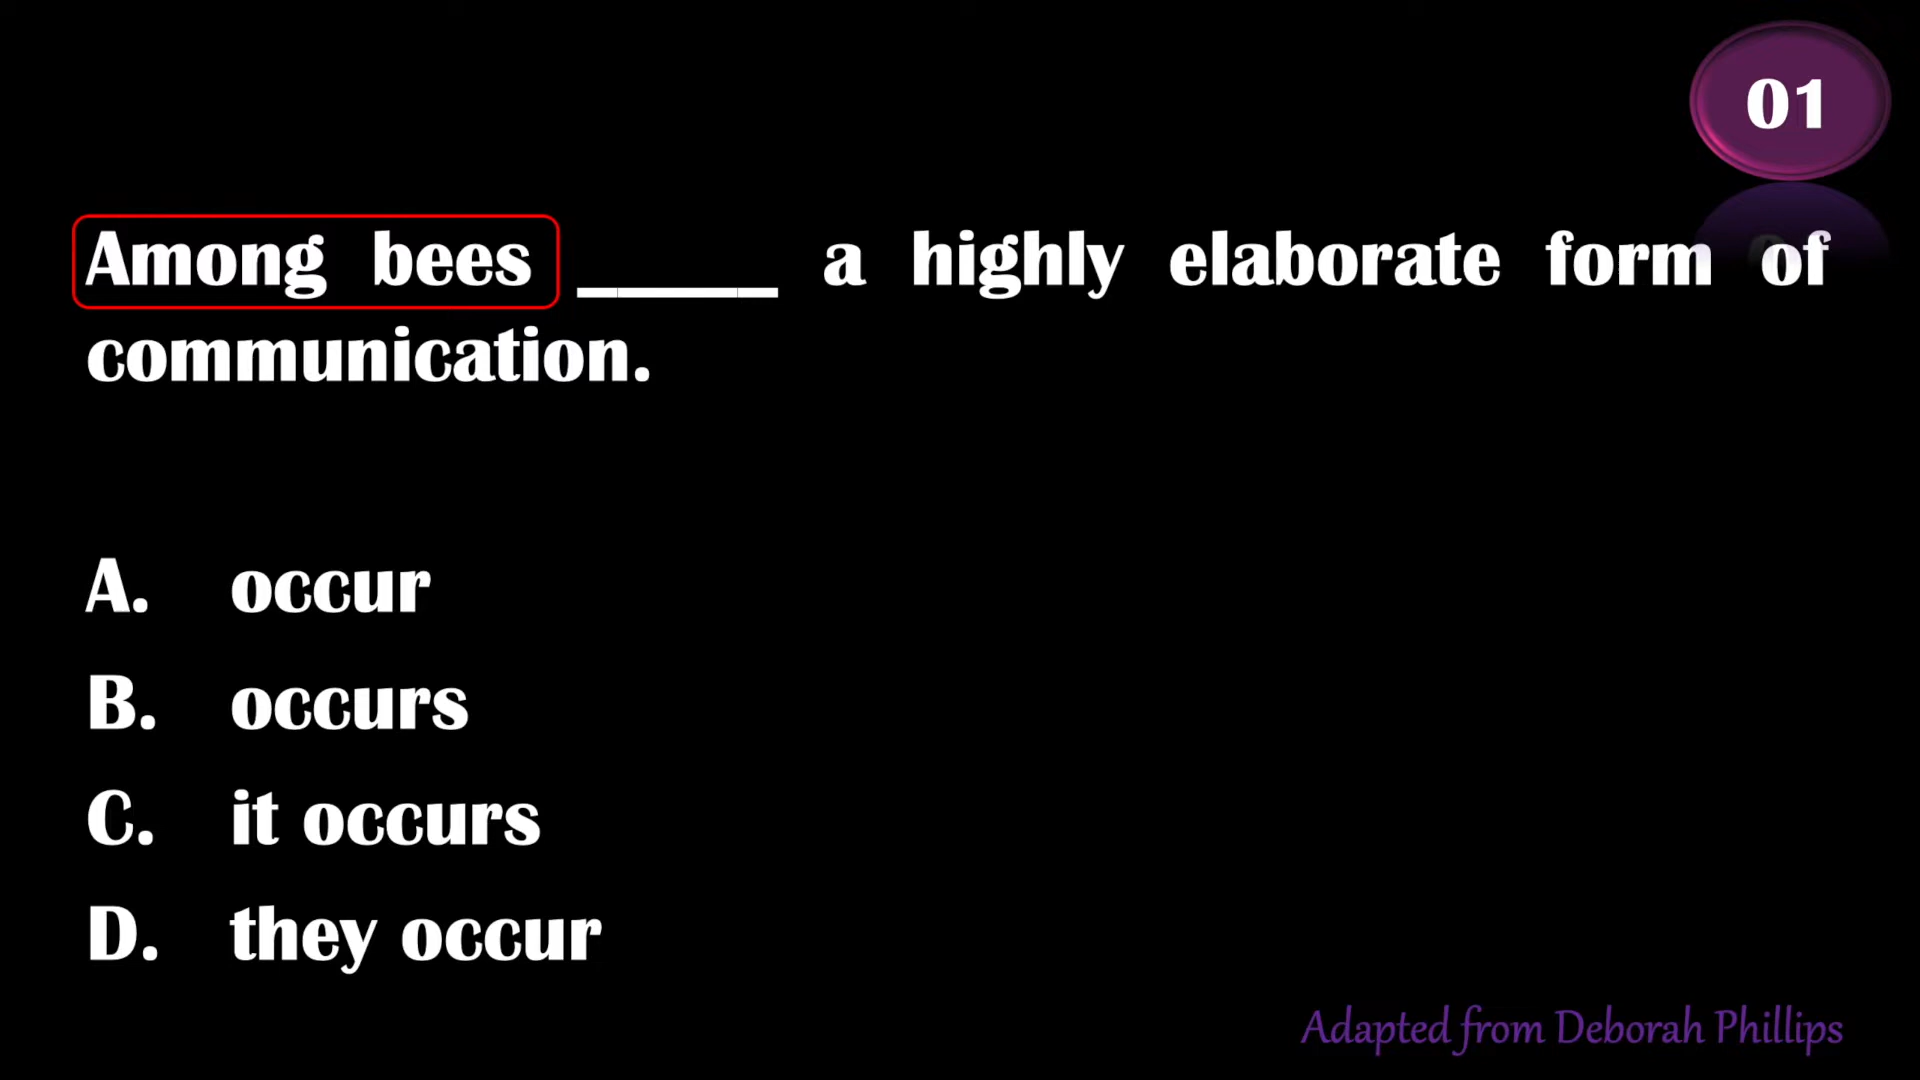 01
Among bees _____ a highly elaborate form of
communication.
A. occur
B. occurs
C. it occurs
D. they occur
Adapted from Deborah Phillips